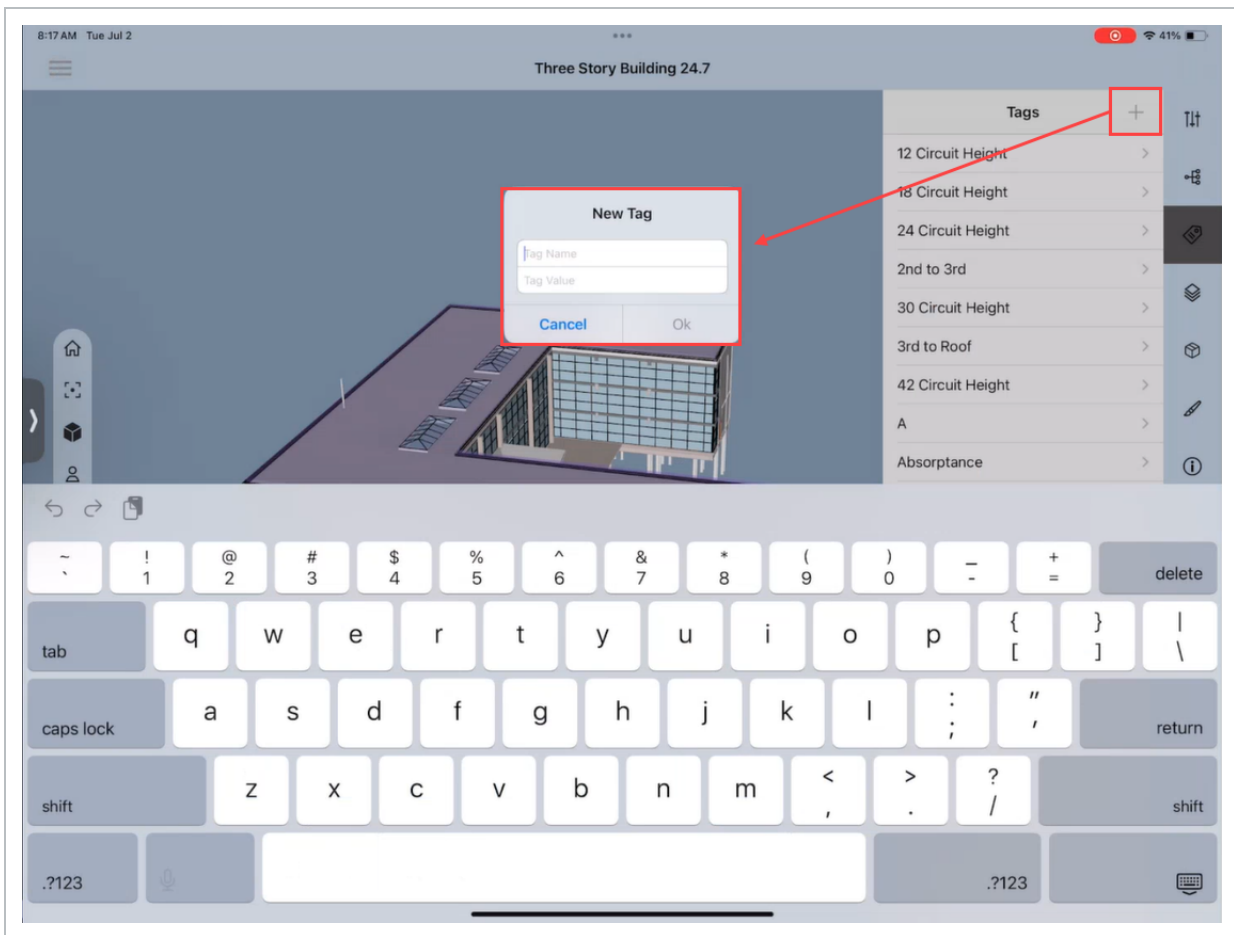 8:17 AM Tue Jul 2
41%
Three Story Building 24.7
Tags
12 Circuit Height
18 Circuit Height
24 Circuit Height
2nd to 3rd
30 Circuit Height
3rd to Roof
42 Circuit Height
A
Absorptance
New Tag
Tag Name
Tag Value
Cancel Ok
~ ! @ # $ % ^ & * ( ) _ +
` 1 2 3 4 5 6 7 8 9 0 - = delete
tab q w e r t y u i o p { [ } ] | \
caps lock a s d f g h j k l : ; " ' return
shift z x c v b n m < , > . ? / shift
.?123 .?123